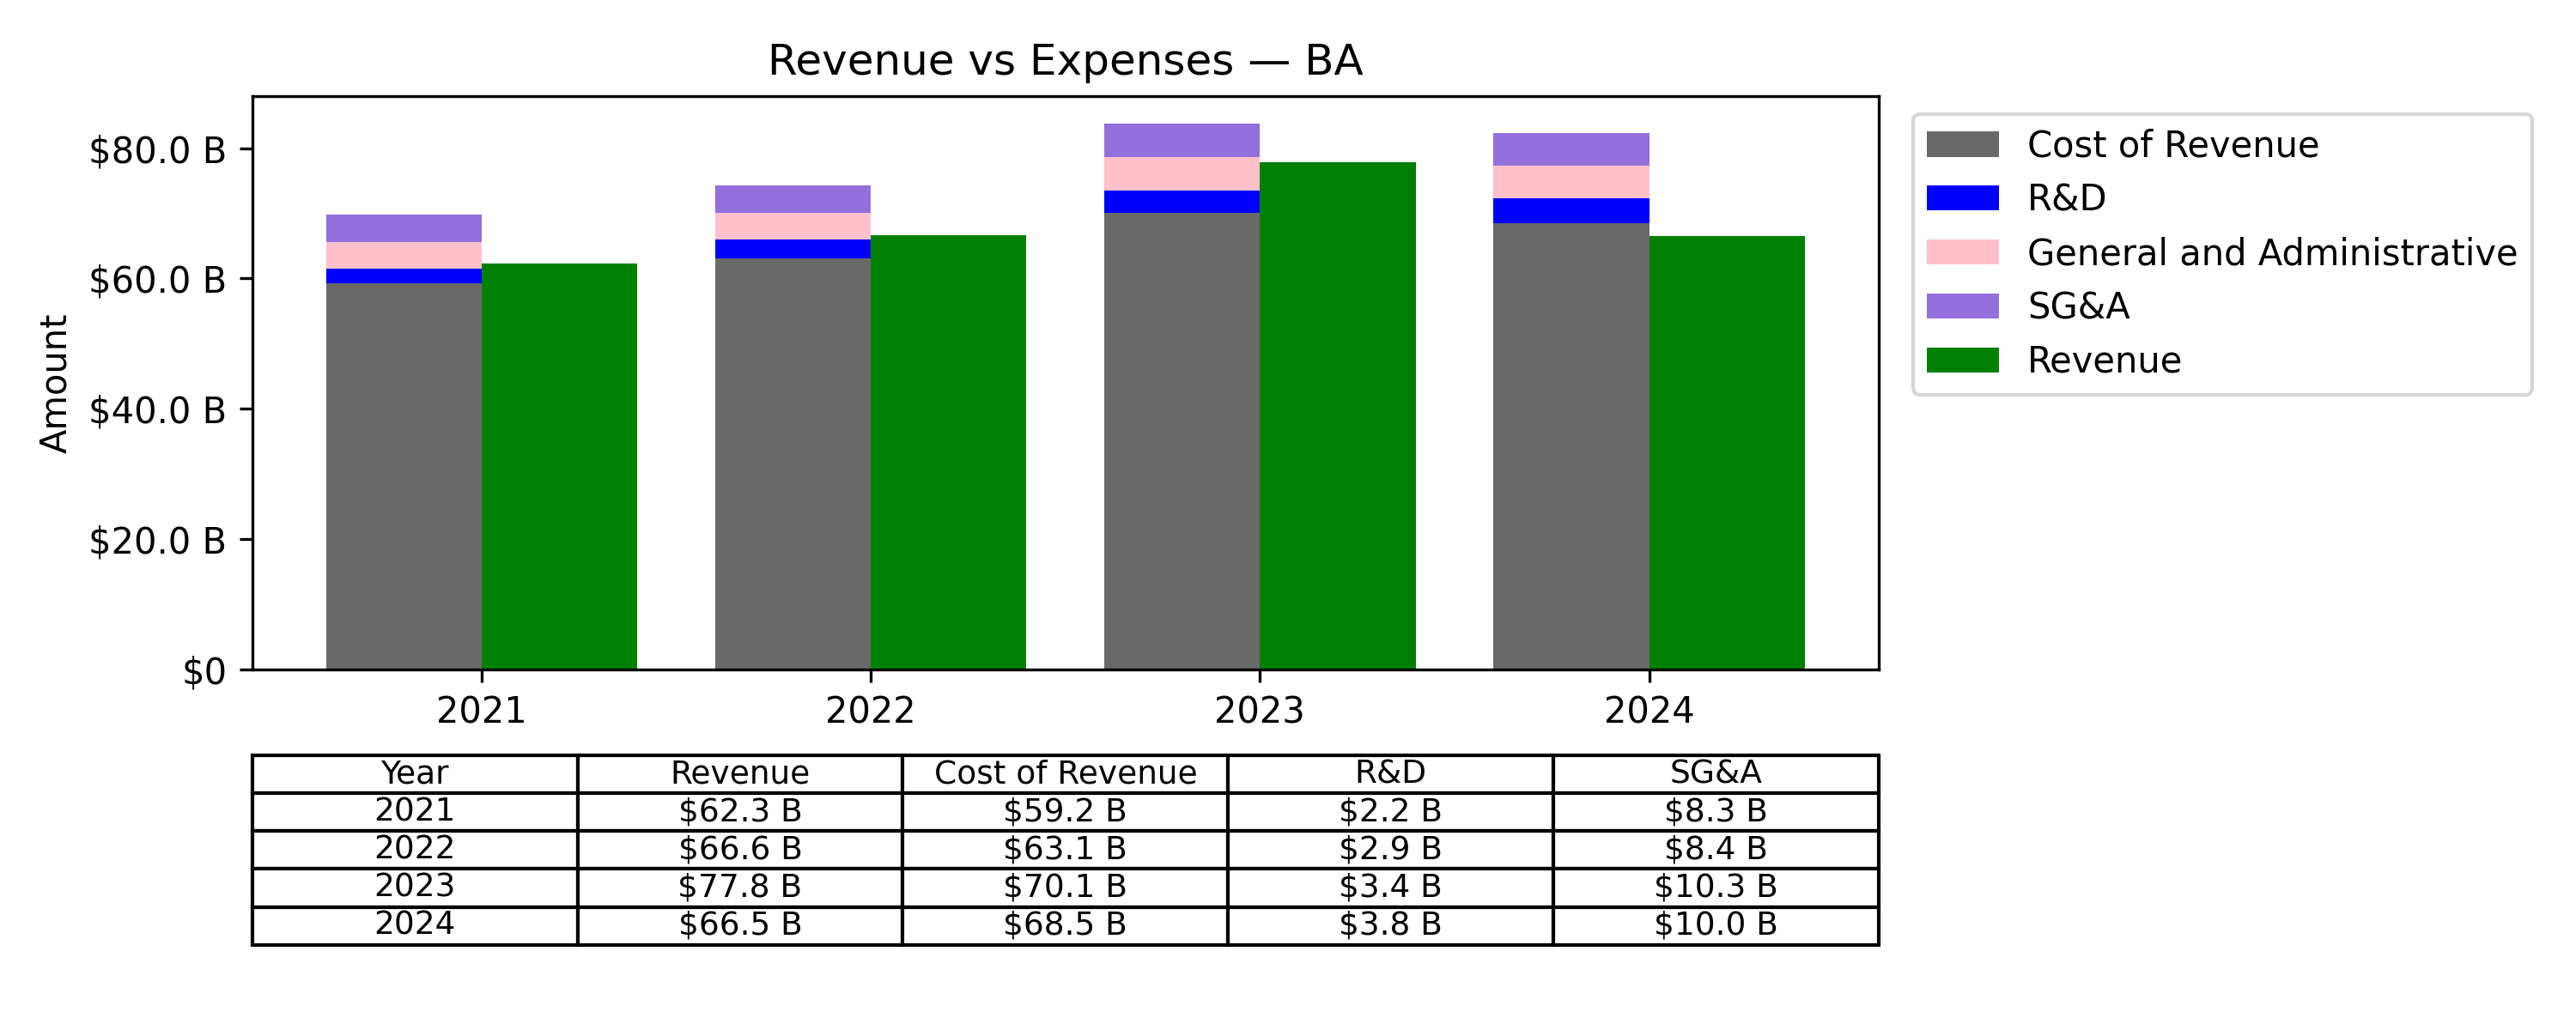 Revenue vs Expenses — BA
Amount
$80.0 B
$60.0 B
$40.0 B
$20.0 B
$0
2021 2022 2023 2024
Cost of Revenue
R&D
General and Administrative
SG&A
Revenue
Year Revenue Cost of Revenue R&D SG&A
2021 $62.3 B $59.2 B $2.2 B $8.3 B
2022 $66.6 B $63.1 B $2.9 B $8.4 B
2023 $77.8 B $70.1 B $3.4 B $10.3 B
2024 $66.5 B $68.5 B $3.8 B $10.0 B